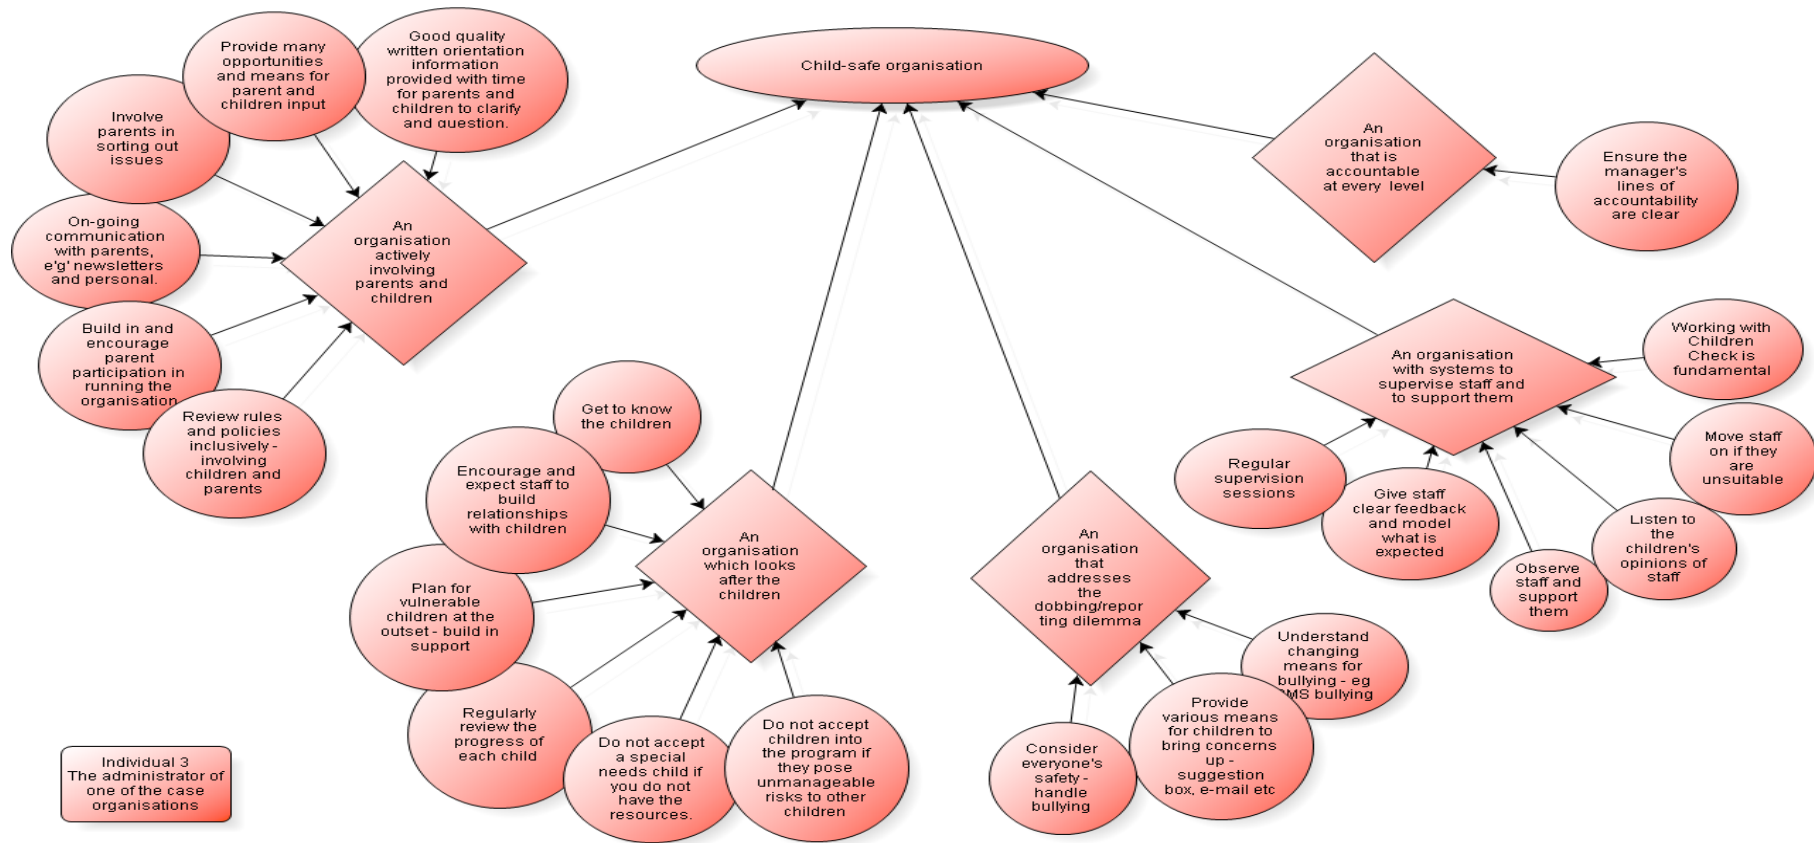 Child-safe organisation
Good quality
written orientation
information
provided with time
for parents and
children to clarify
and question.
Provide many
opportunities
and means for
parent and
children input
Involve
parents in
sorting out
issues
On-going
communication
with parents,
e'g' newsletters
and personal.
Build in and
encourage
parent
participation in
running the
organisation
Review rules
and policies
inclusively -
involving
children and
parents
An
organisation
actively
involving
parents and
children
An
organisation
that is
accountable
at every level
Ensure the
manager's
lines of
accountability
are clear
Get to know
the children
Encourage and
expect staff to
build
relationships
with children
Plan for
vulnerable
children at the
outset - build in
support
Regularly
review the
progress of
each child
Do not accept
a special
needs child if
you do not
have the
resources.
Do not accept
children into
the program if
they pose
unmanageable
risks to other
children
An
organisation
which looks
after the
children
An
organisation
that
addresses
the
dobbing/repor
ting dilemma
Consider
everyone's
safety -
handle
bullying
Provide
various means
for children to
bring concerns
up -
suggestion
box, e-mail etc
Understand
changing
means for
bullying - eg
bullying
An organisation
with systems to
supervise staff and
to support them
Working with
Children
Check is
fundamental
Move staff
on if they
are
unsuitable
Listen to
the
children's
opinions of
staff
Observe
staff and
support
them
Give staff
clear feedback
and model
what is
expected
Regular
supervision
sessions
Individual 3
The administrator of
one of the case
organisations